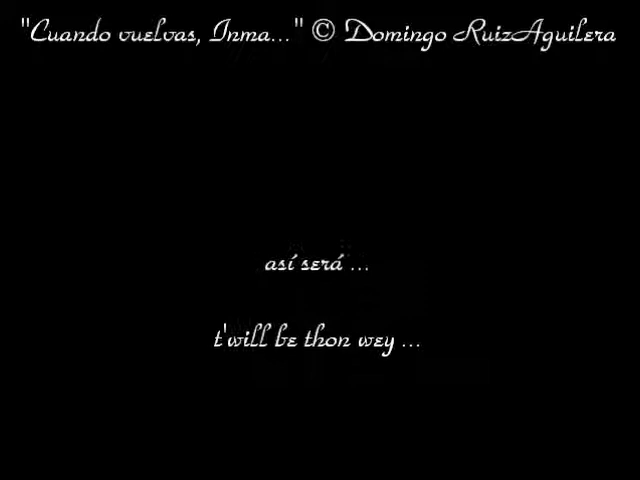 "Cuando vuelvas, Inma..." © Domingo RuizAguilera
así será ...
t'will be thon wey ...